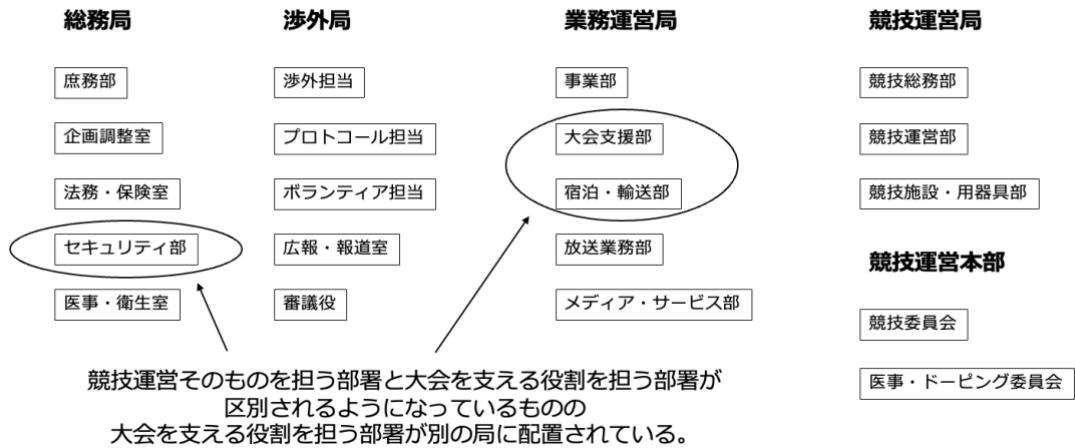 総務局
庶務部
企画調整室
法務・保険室
セキュリティ部
医事・衛生室
渉外局
渉外担当
プロトコール担当
ボランティア担当
広報・報道室
審議役
業務運営局
事業部
大会支援部
宿泊・輸送部
放送業務部
メディア・サービス部
競技運営局
競技総務部
競技運営部
競技施設・用器具部
競技運営本部
競技委員会
医事・ドーピング委員会
競技運営そのものを担う部署と大会を支える役割を担う部署が
区別されるようになっているものの
大会を支える役割を担う部署が別の局に配置されている。